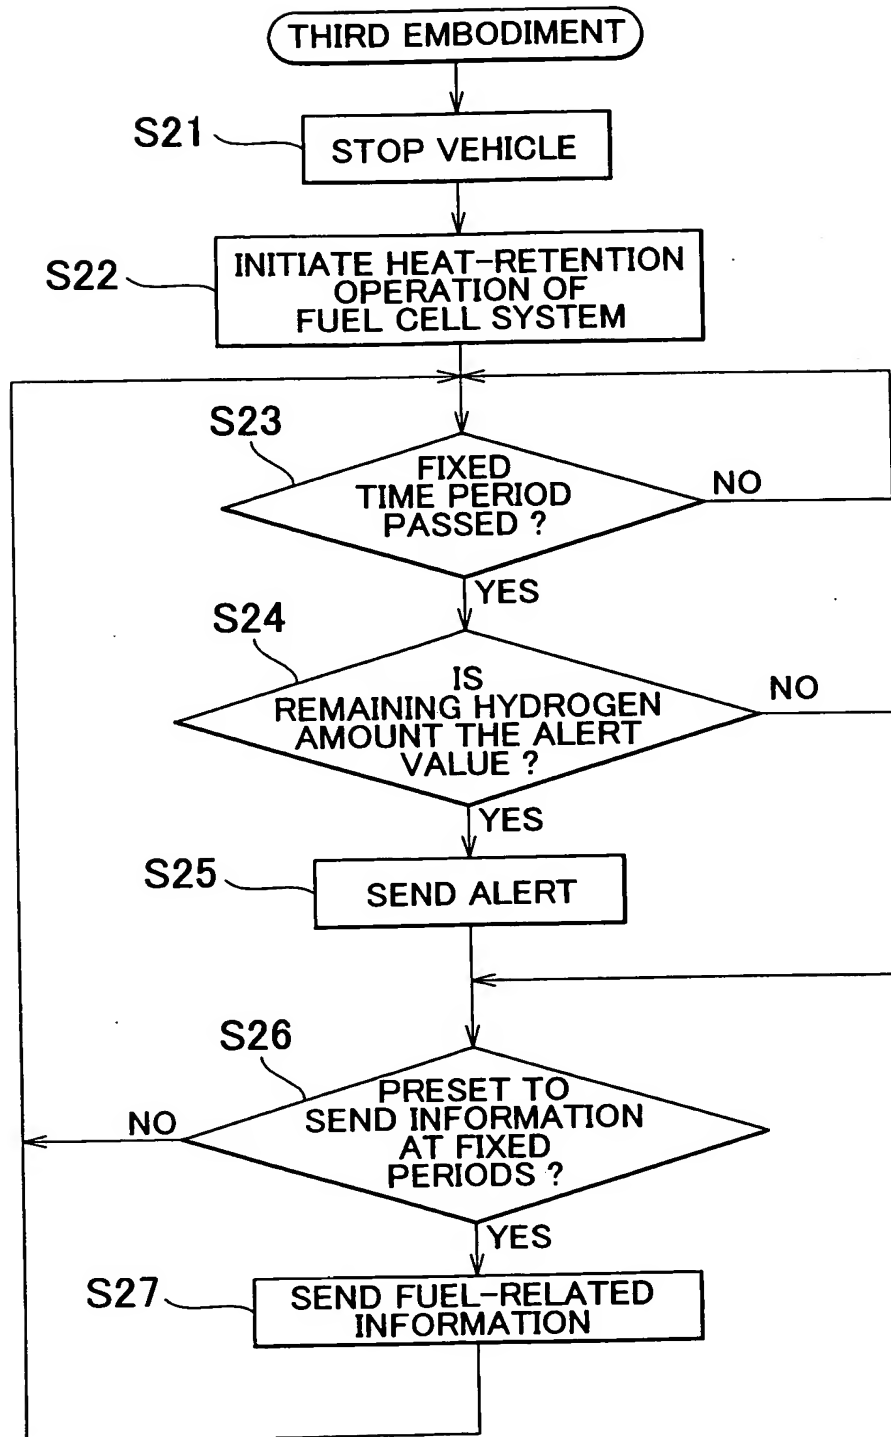 THIRD EMBODIMENT
S21
STOP VEHICLE
S22
INITIATE HEAT-RETENTION
OPERATION OF
FUEL CELL SYSTEM
S23
FIXED
TIME PERIOD
PASSED ?
NO
YES
S24
IS
REMAINING HYDROGEN
AMOUNT THE ALERT
VALUE ?
NO
YES
S25
SEND ALERT
S26
PRESET TO
SEND INFORMATION
AT FIXED
PERIODS ?
NO
YES
S27
SEND FUEL-RELATED
INFORMATION